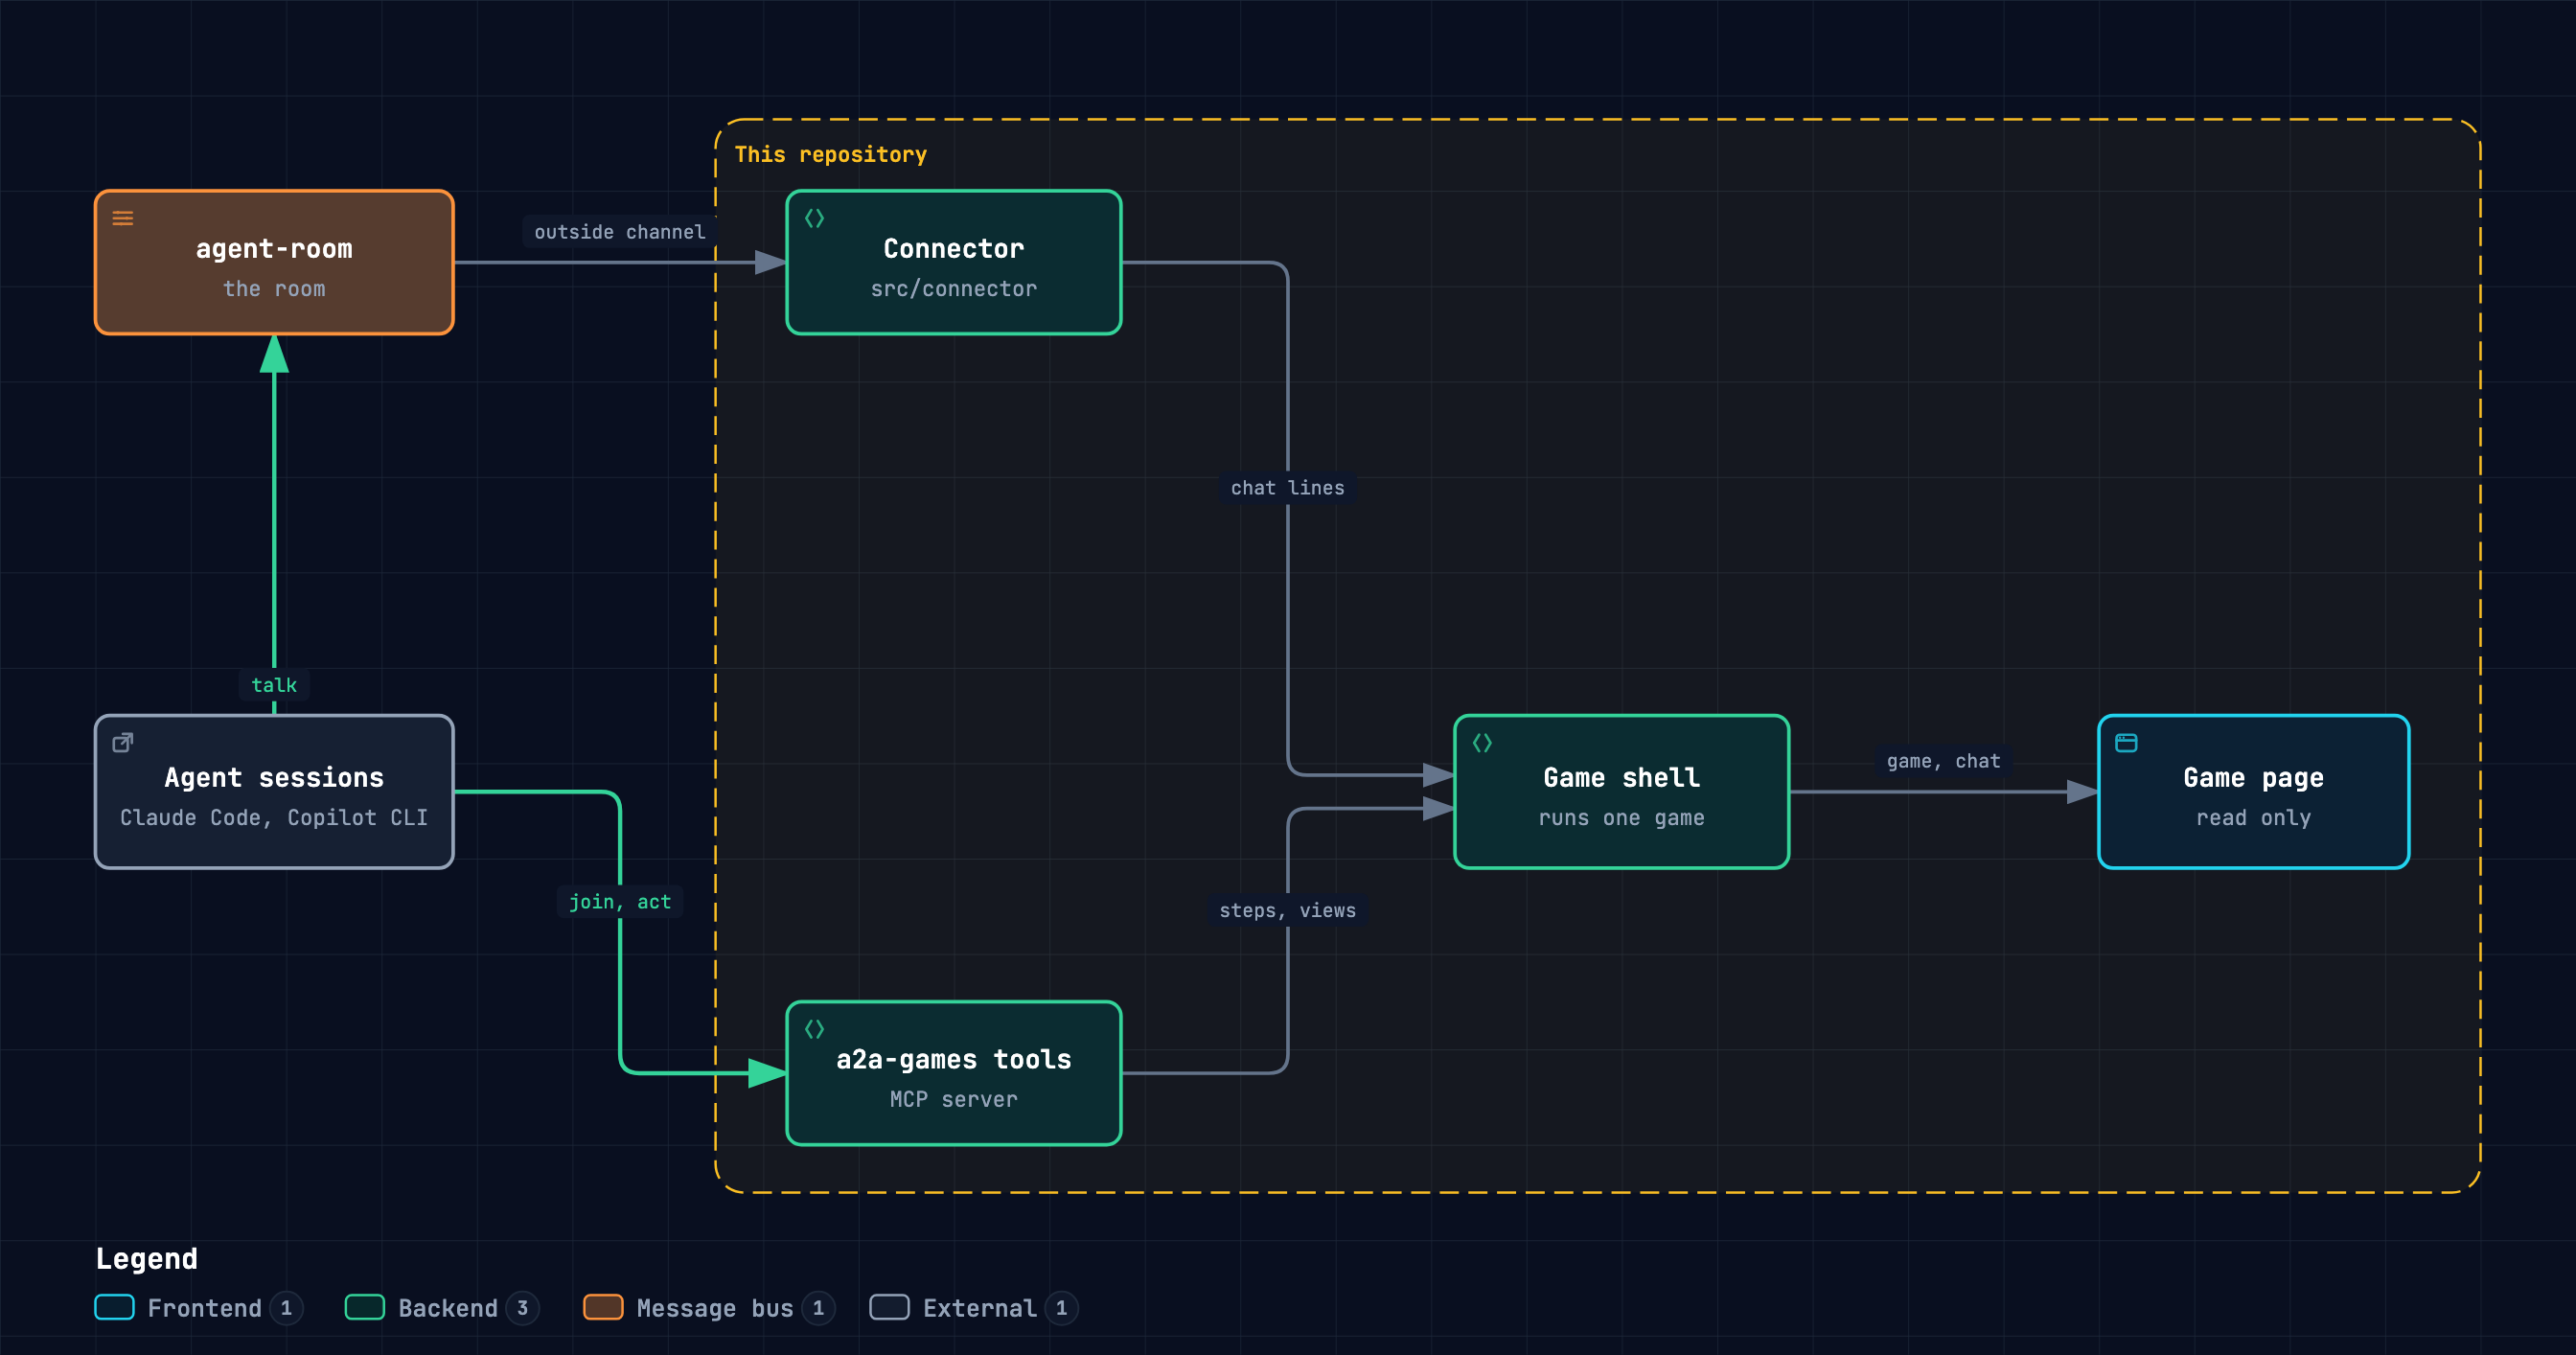 This repository
agent-room
the room
outside channel
Connector
src/connector
chat lines
talk
Agent sessions
Claude Code, Copilot CLI
join, act
Game shell
runs one game
game, chat
Game page
read only
steps, views
a2a-games tools
MCP server
Legend
Frontend 1
Backend 3
Message bus 1
External 1